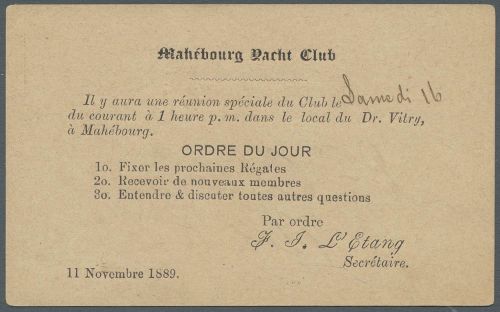 Mahébourg Yacht Club
Il y aura une réunion spéciale du Club le Samedi 16
du courant à 1 heure p. m. dans le local du Dr. Vitry,
à Mahébourg.
ORDRE DU JOUR
1o. Fixer les prochaines Régates
2o. Recevoir de nouveaux membres
3o. Entendre & discuter toutes autres questions
Par ordre
F. I. L'Etang
Secrétaire.
11 Novembre 1889.